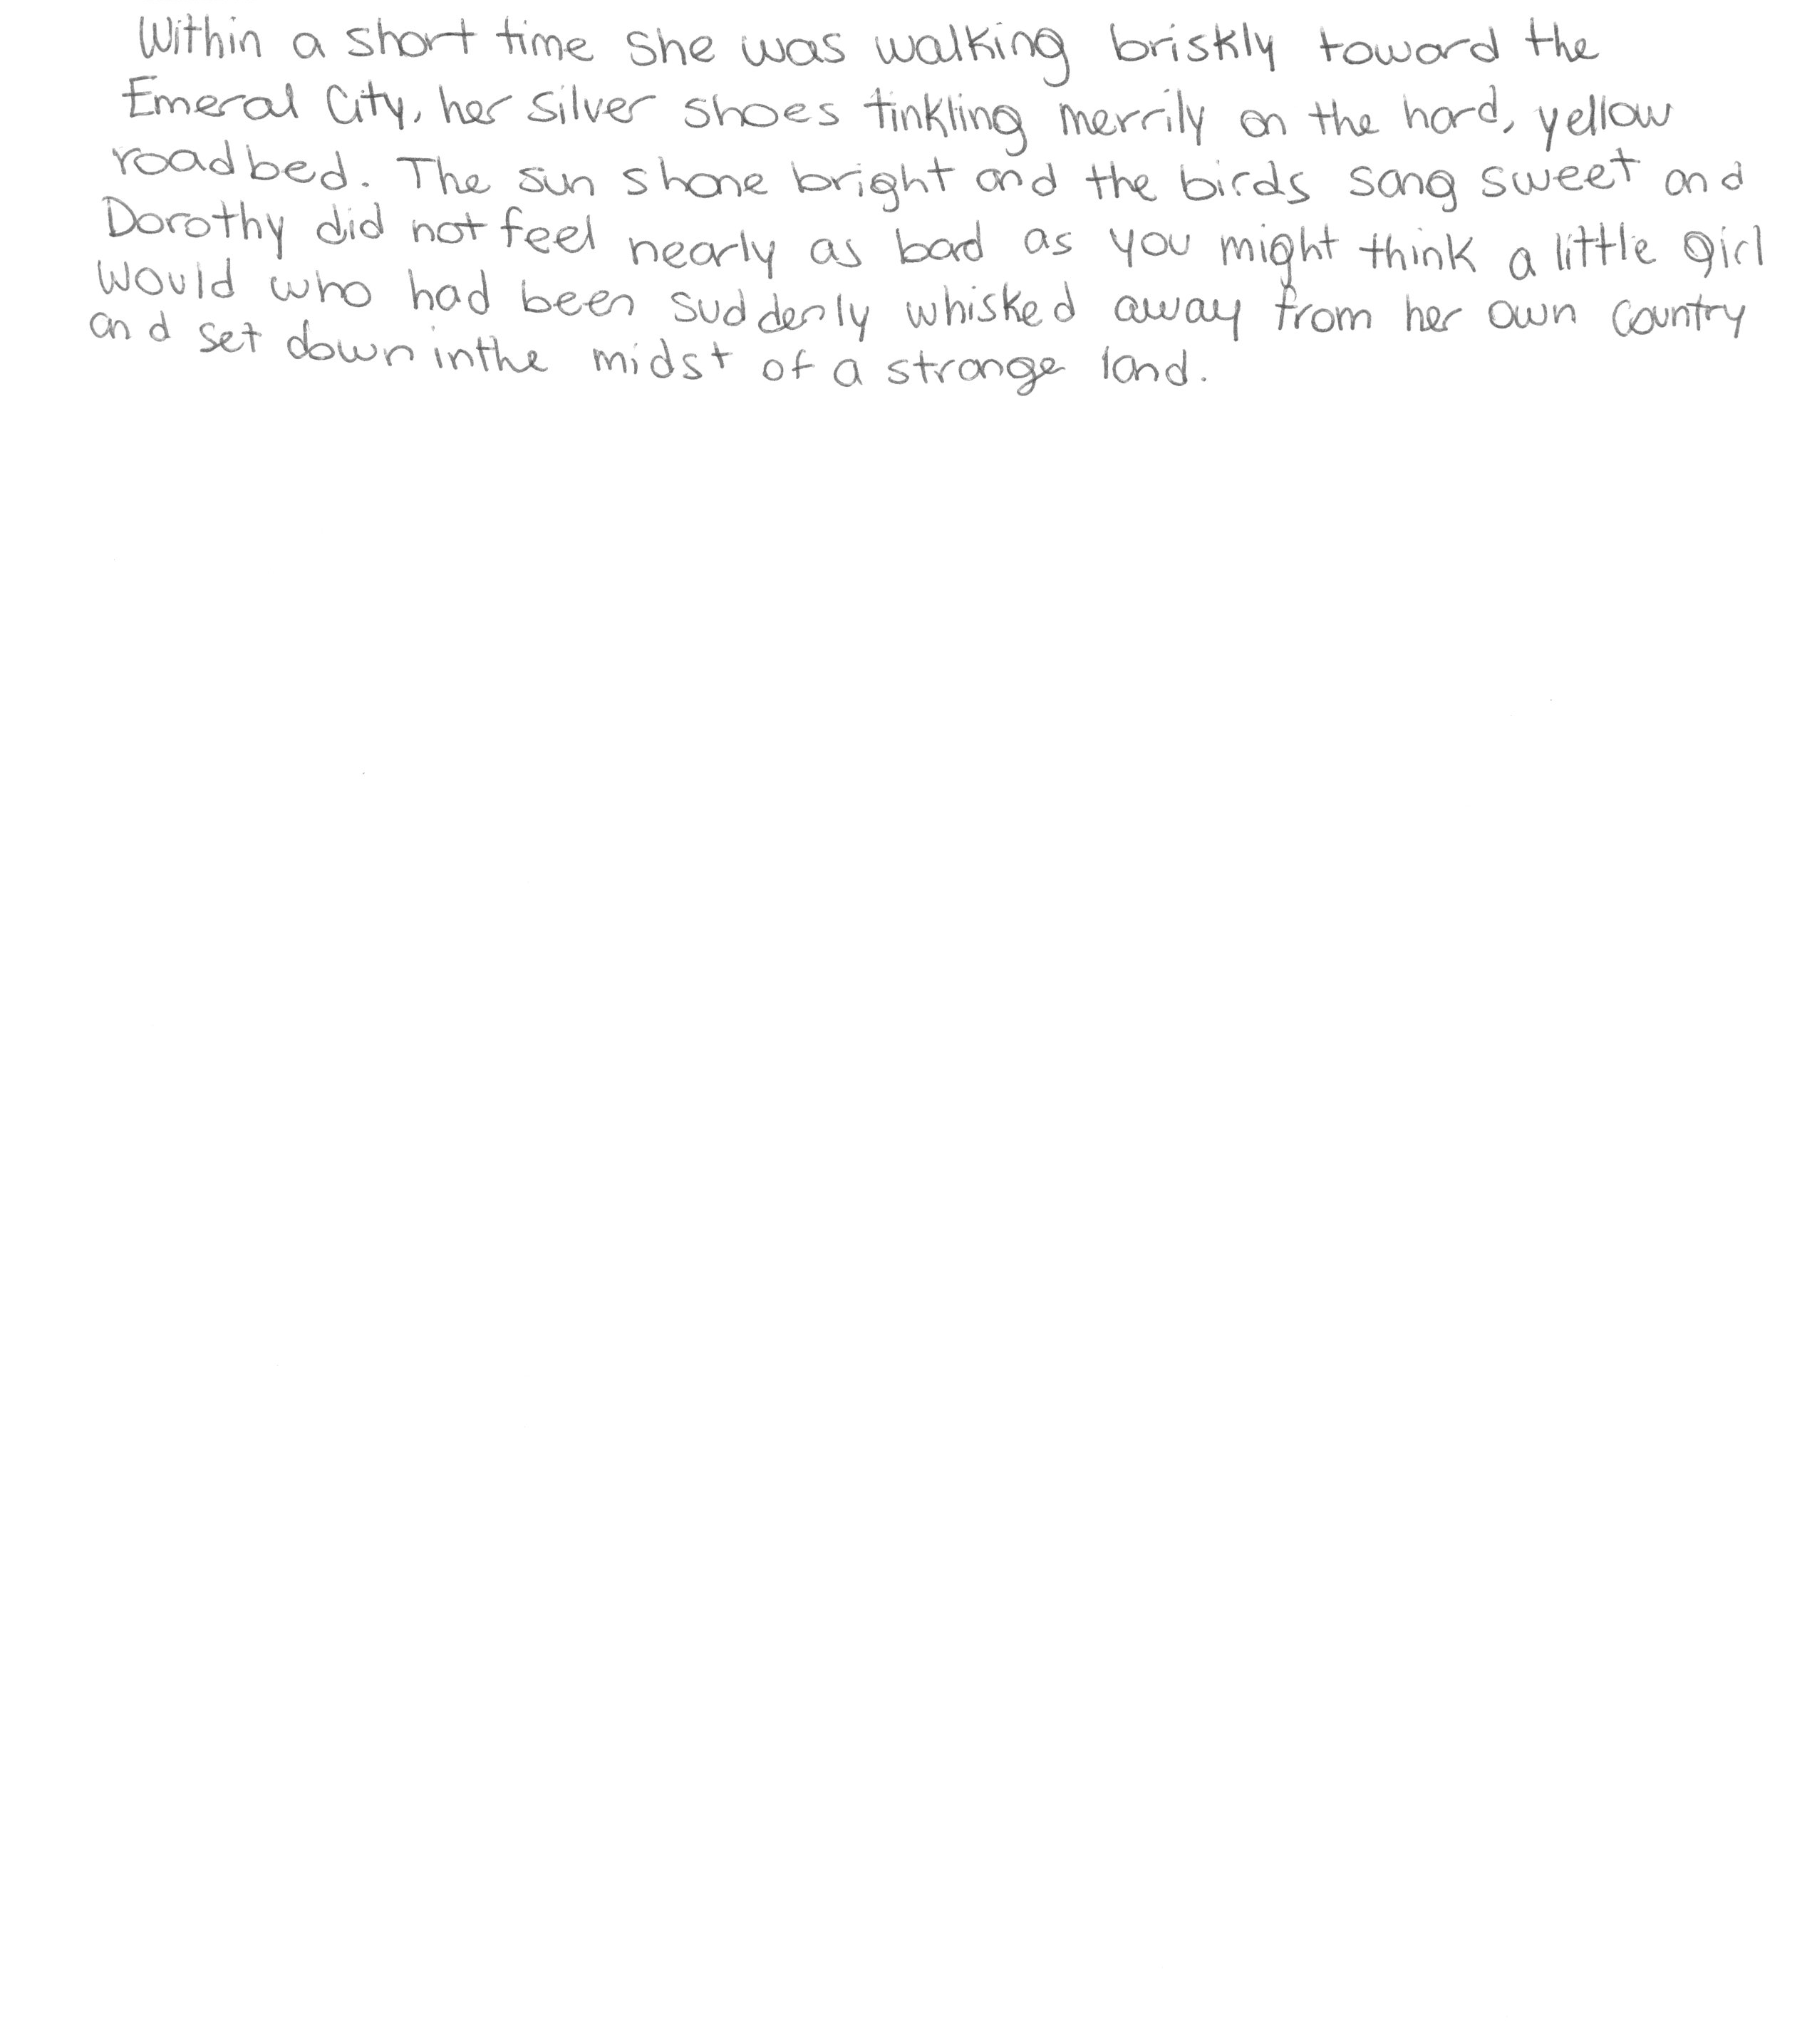 Within a short time she was walking briskly toward the
Emeral City, her silver shoes tinkling merrily on the hard, yellow
roadbed. The sun shone bright and the birds sang sweet and
Dorothy did not feel nearly as bad as you might think a little girl
would who had been suddenly whisked away from her own country
and set down inthe midst of a strange land.